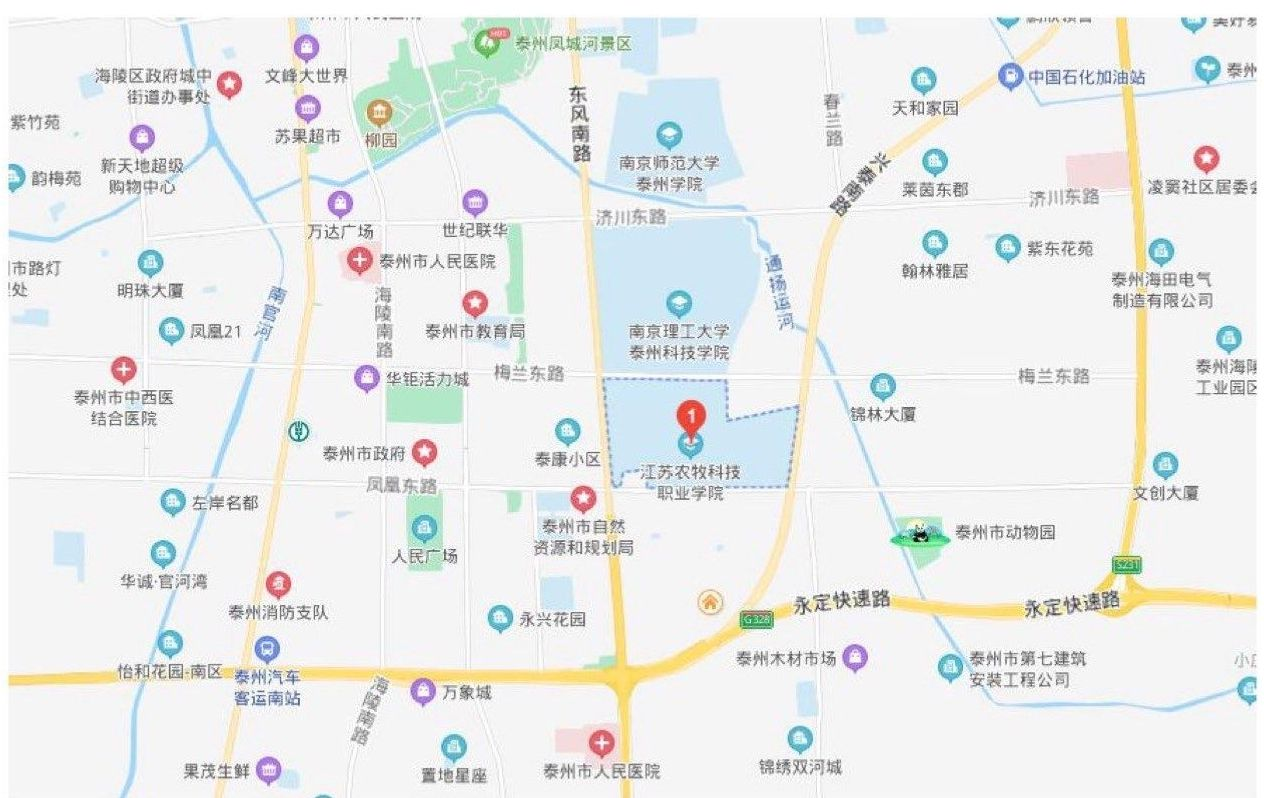 泰州凤城河景区
HOT
文峰大世界
海陵区政府城中
街道办事处
中国石化加油站
泰州
天和家园
东风南路
春兰路
紫竹苑
苏果超市
柳园
新天地超级
购物中心
南京师范大学
泰州学院
兴泰南路
凌窦社区居委会
韵梅苑
莱茵东郡
济川东路
济川东路
万达广场
世纪联华
泰州市人民医院
市路灯
处
明珠大厦
通扬运河
翰林雅居
紫东花苑
泰州海田电气
制造有限公司
南官河
海陵南路
凤凰21
泰州市教育局
南京理工大学
泰州科技学院
泰州市中西医
结合医院
华钜活力城
梅兰东路
梅兰东路
泰州海陵
工业园区
锦林大厦
1
泰州市政府
泰康小区
江苏农牧科技
职业学院
凤凰东路
文创大厦
左岸名都
泰州市自然
资源和规划局
人民广场
泰州市动物园
华诚·官河湾
S231
泰州消防支队
永兴花园
G328
永定快速路
永定快速路
怡和花园-南区
泰州汽车
客运南站
泰州木材市场
泰州市第七建筑
安装工程公司
小
海陵南路
万象城
果茂生鲜
置地星座
泰州市人民医院
锦绣双河城